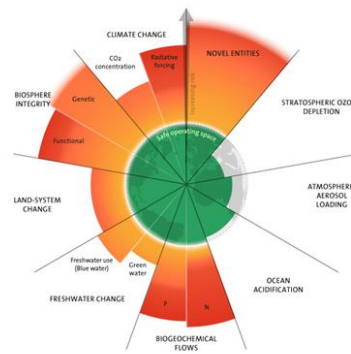 CLIMATE CHANGE
CO₂
concentration
Radiative
forcing
NOVEL ENTITIES
STRATOSPHERIC OZO
DEPLETION
ATMOSPHERI
AEROSOL
LOADING
OCEAN
ACIDIFICATION
N
P
BIOGEOCHEMICAL
FLOWS
Green
water
Freshwater use
(Blue water)
FRESHWATER CHANGE
LAND-SYSTEM
CHANGE
BIOSPHERE
INTEGRITY
Functional
Genetic
Safe operating space